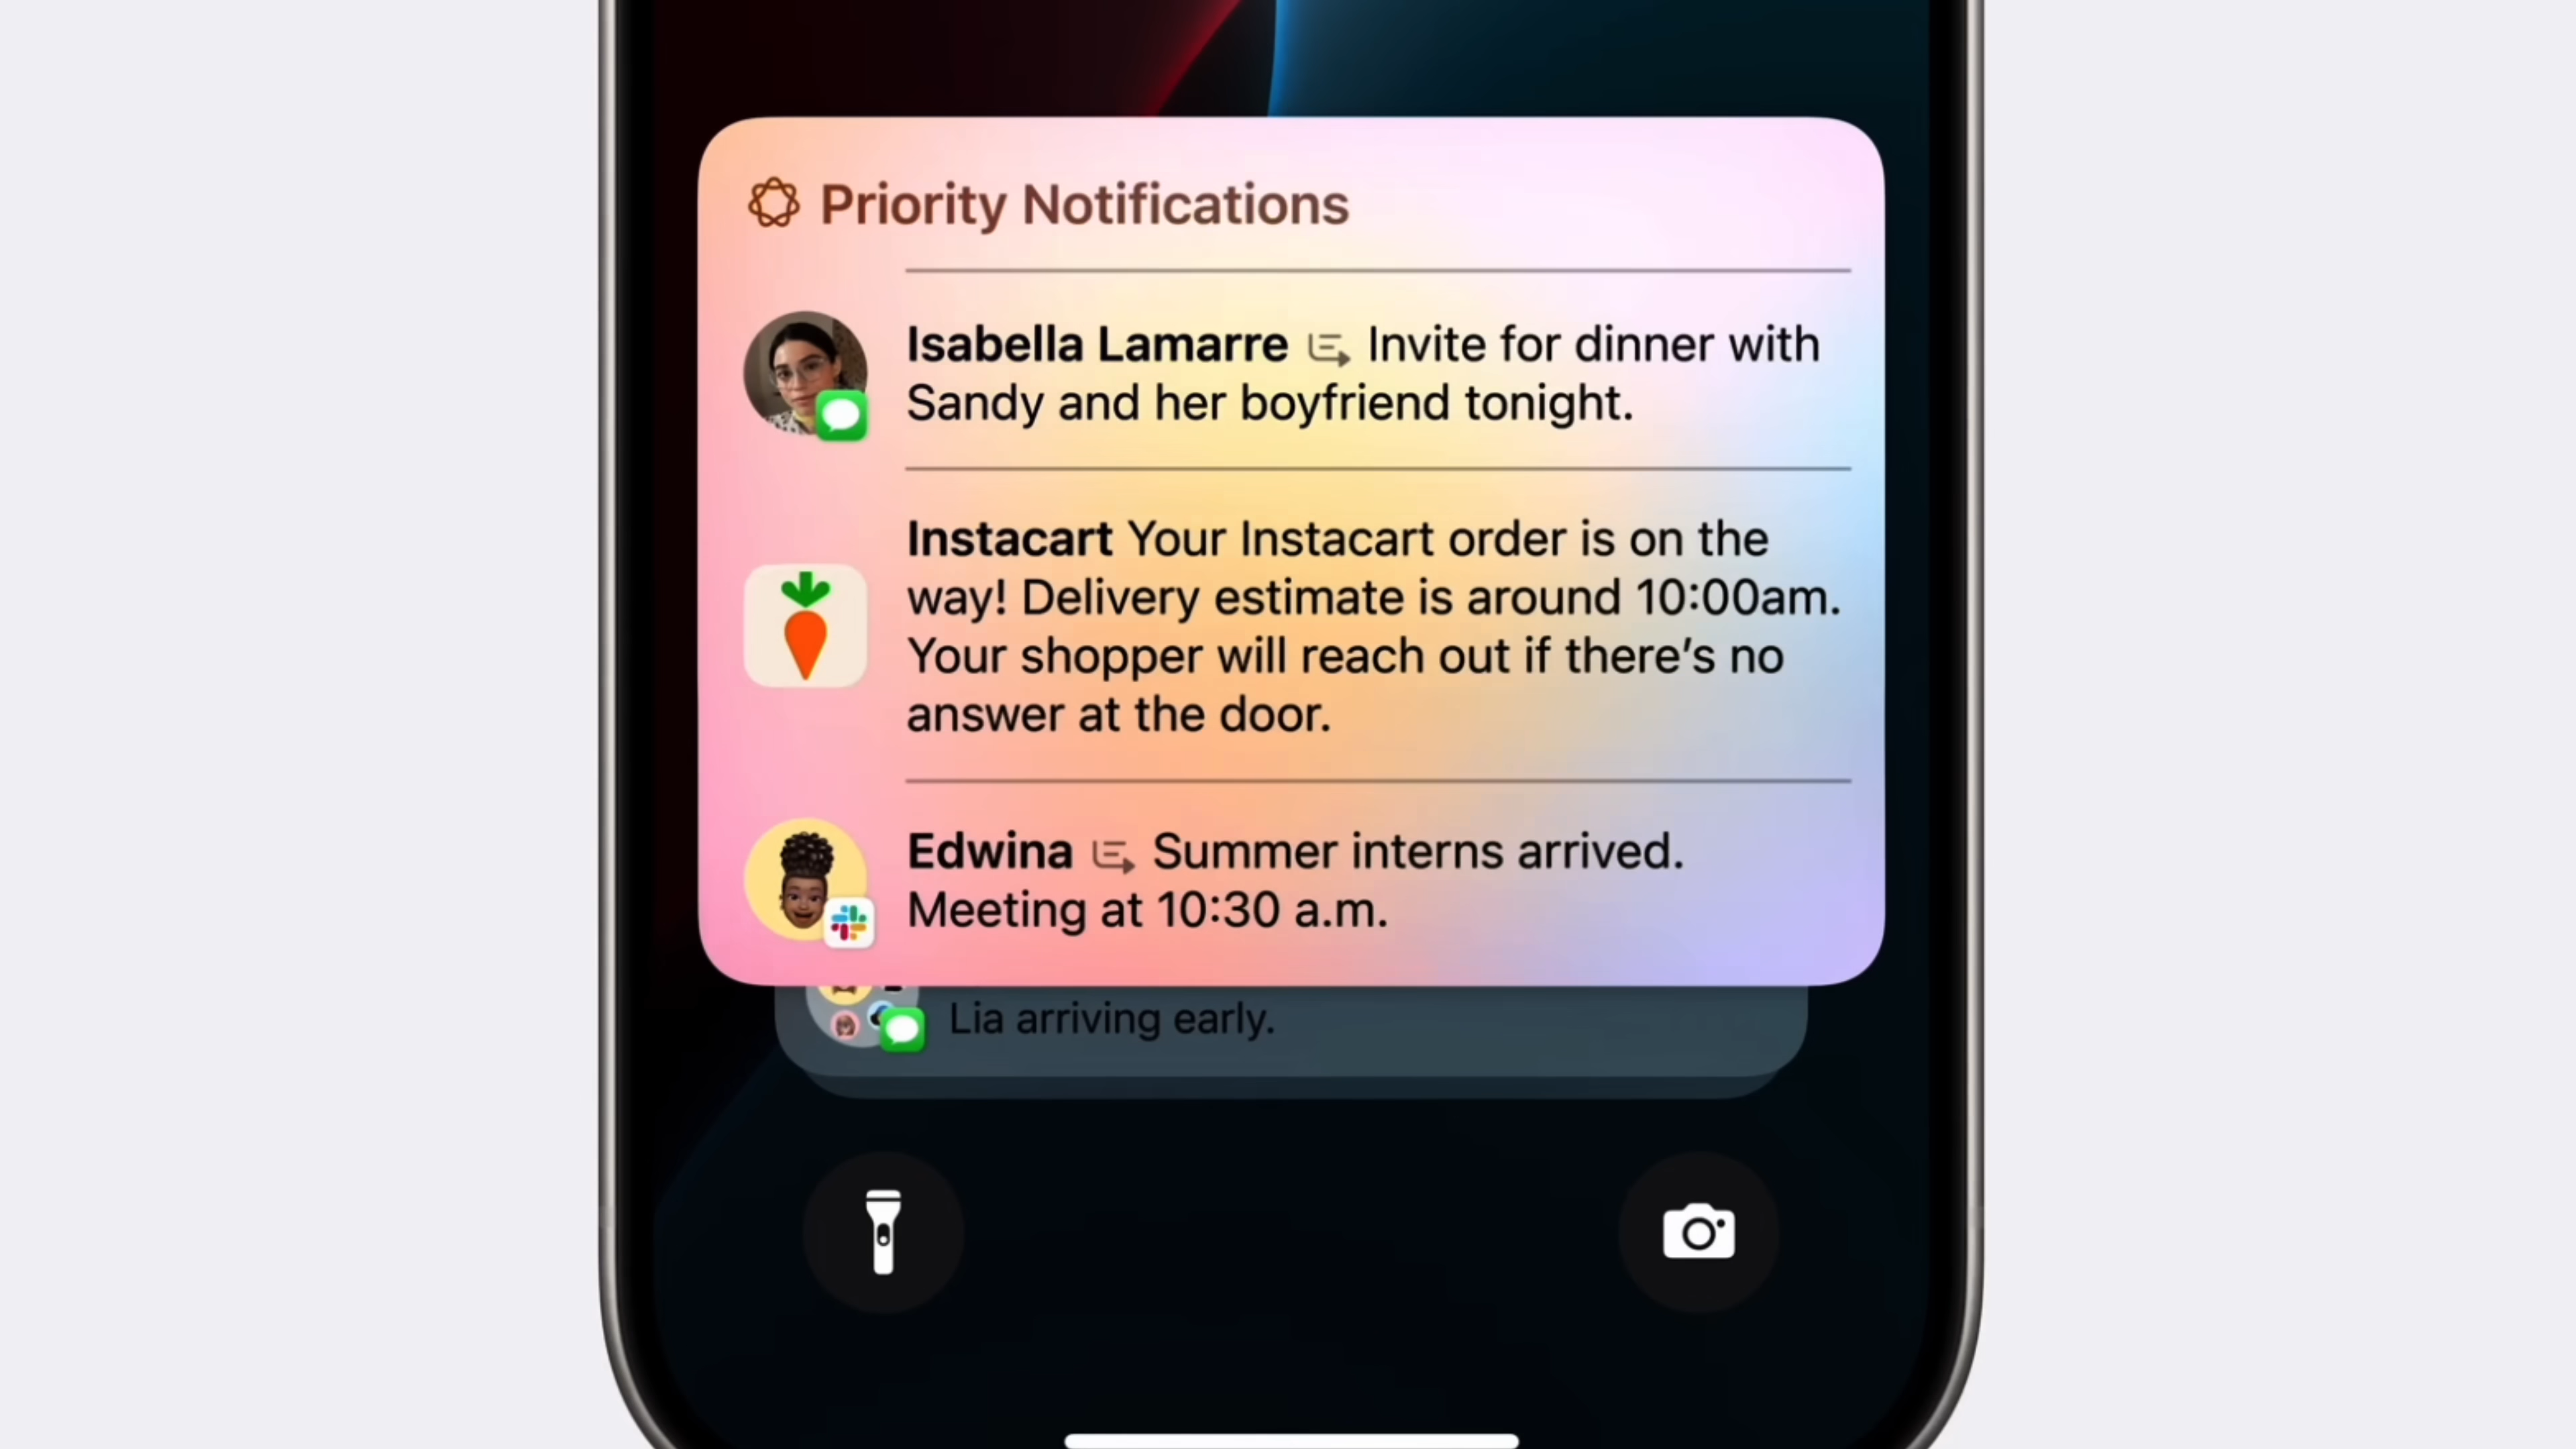 Priority Notifications
Isabella Lamarre Invite for dinner with
Sandy and her boyfriend tonight.
Instacart Your Instacart order is on the
way! Delivery estimate is around 10:00am.
Your shopper will reach out if there's no
answer at the door.
Edwina Summer interns arrived.
Meeting at 10:30 a.m.
Lia arriving early.